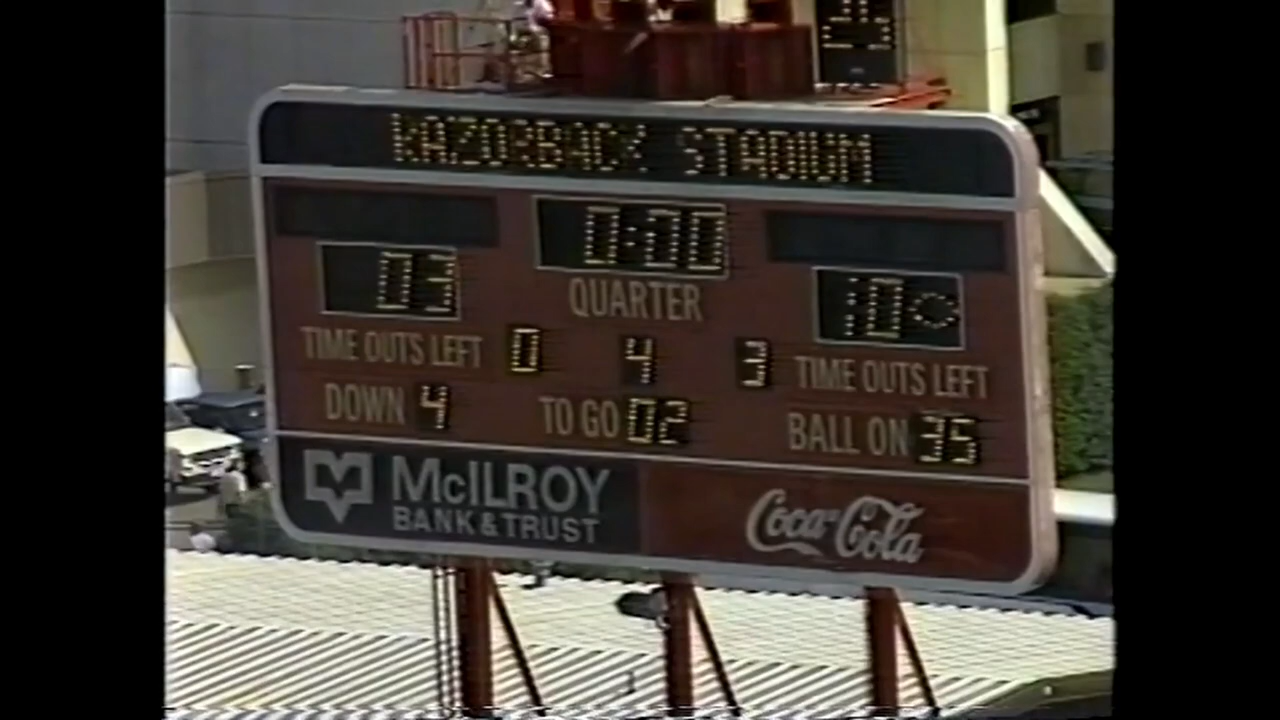 RAZORBACK STADIUM
0:00
03
QUARTER
TIME OUTS LEFT 0 4 3 TIME OUTS LEFT
DOWN 4 TO GO 02 BALL ON 35
McILROY
BANK & TRUST
Coca-Cola